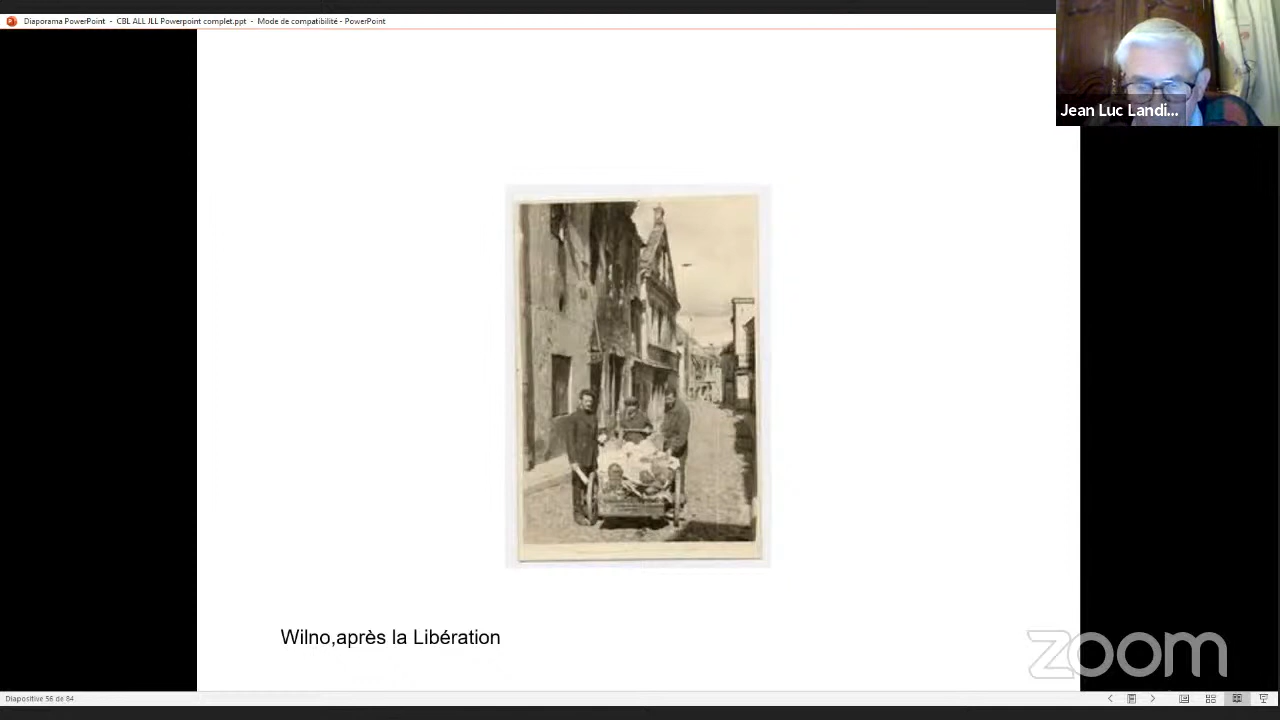 Diaporama PowerPoint - CBL ALL JLL Powerpoint complet.ppt - Mode de compatibilité - PowerPoint
Jean Luc Landi...
Wilno,après la Libération
zoom
Diapositive 56 de 84